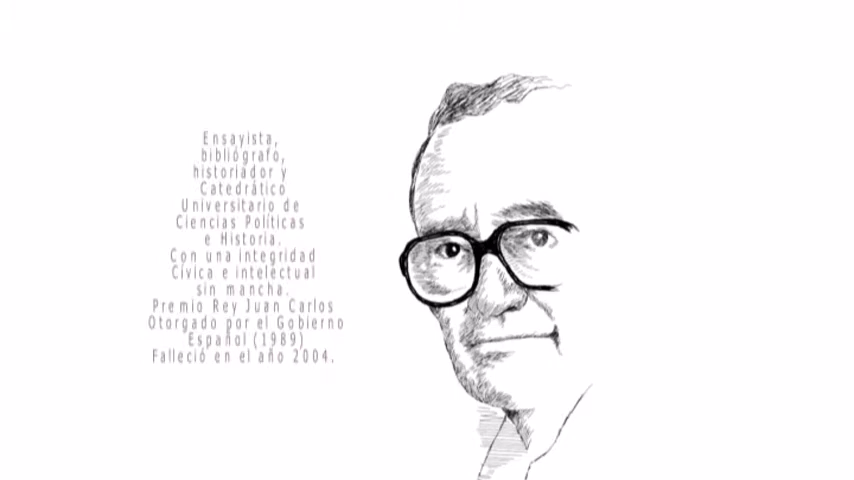 Ensayista,
bibliógrafo,
historiador y
Catedrático
Universitario de
Ciencias Políticas
e Historia.
Con una integridad
Cívica e intelectual
sin mancha.
Premio Rey Juan Carlos
Otorgado por el Gobierno
Español (1989)
Falleció en el año 2004.